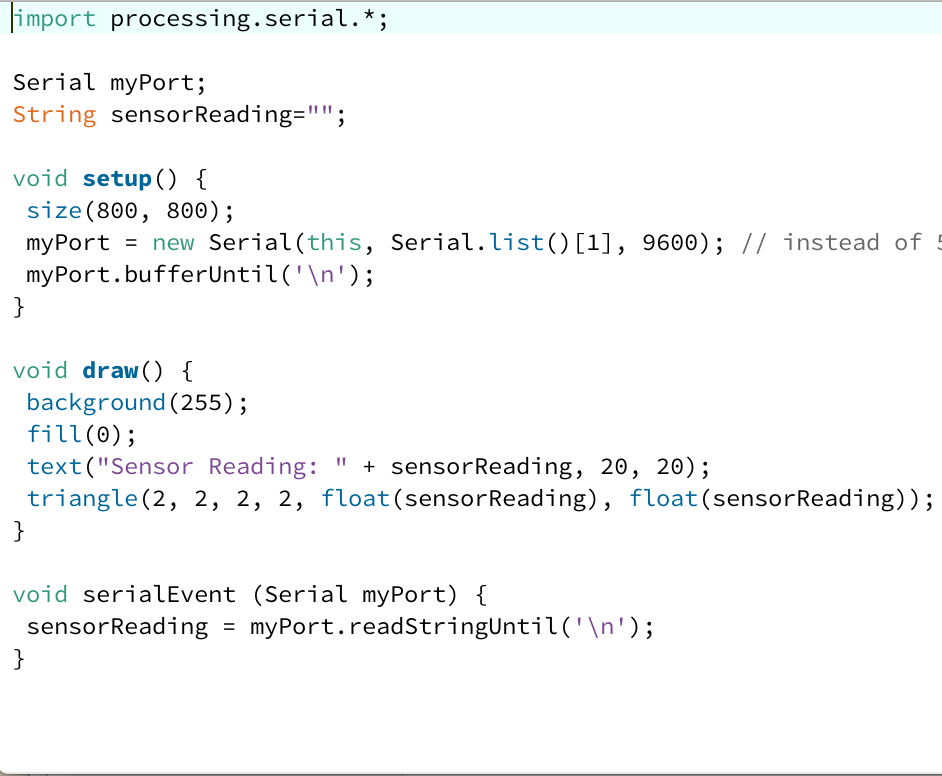 import processing.serial.*;
Serial myPort;
String sensorReading="";
void setup() {
size(800, 800);
myPort = new Serial(this, Serial.list()[1], 9600); // instead of
myPort.bufferUntil('\n');
}
void draw() {
background(255);
fill(0);
text("Sensor Reading: " + sensorReading, 20, 20);
triangle(2, 2, 2, 2, float(sensorReading), float(sensorReading));
}
void serialEvent (Serial myPort) {
sensorReading = myPort.readStringUntil('\n');
}